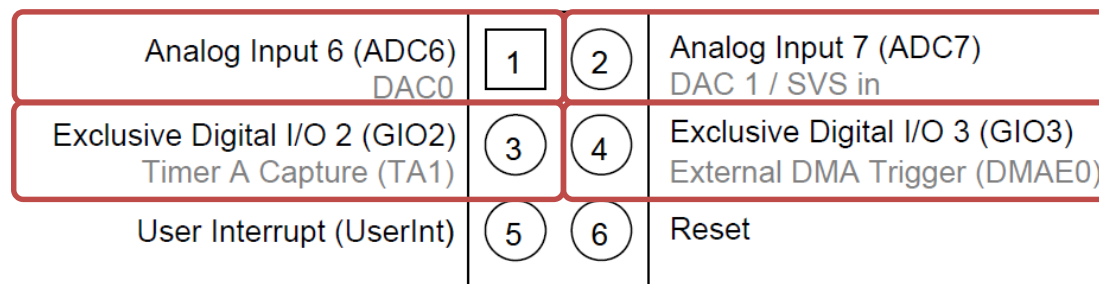 Analog Input 6 (ADC6)
DAC0
1
2
Analog Input 7 (ADC7)
DAC 1 / SVS in
Exclusive Digital I/O 2 (GIO2)
Timer A Capture (TA1)
3
4
Exclusive Digital I/O 3 (GIO3)
External DMA Trigger (DMAE0)
User Interrupt (UserInt)
5
6
Reset